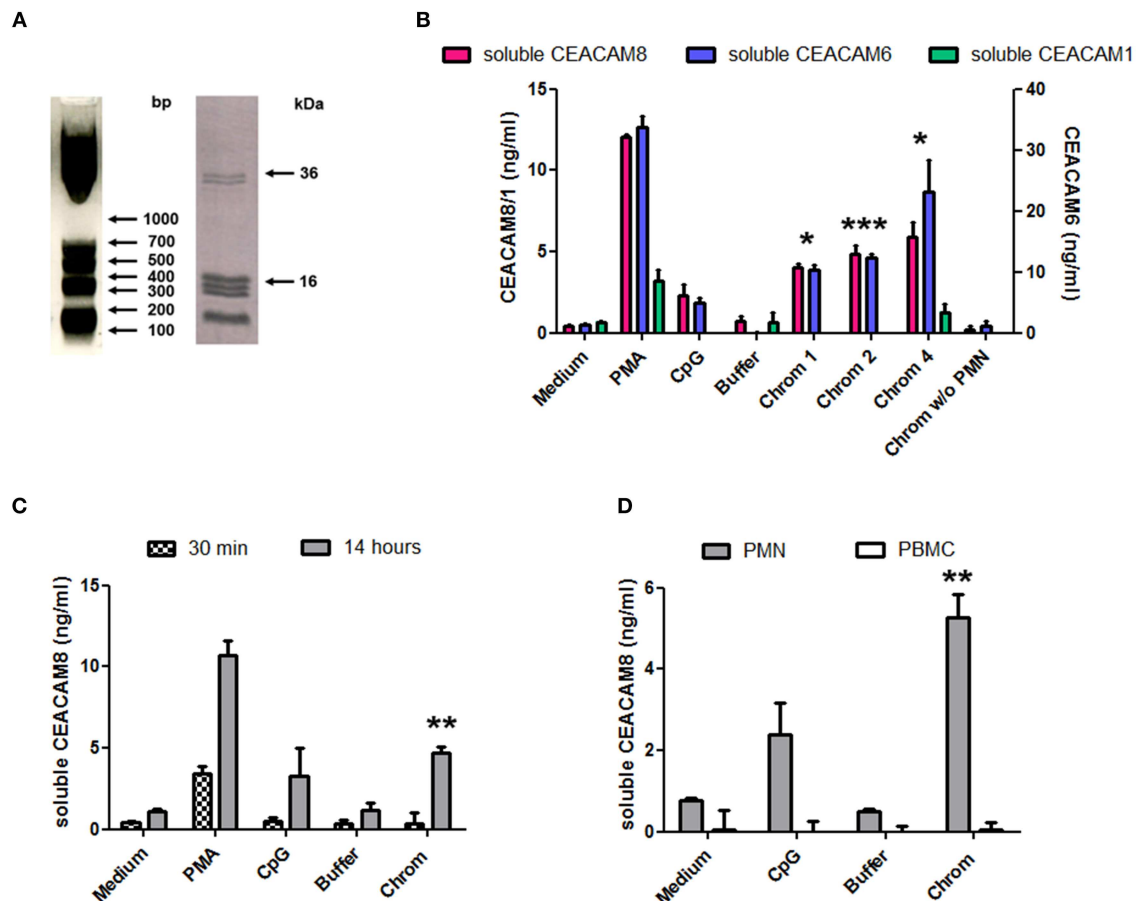 A
bp
kDa
36
1000
700
500
400
300
200
100
16
B
soluble CEACAM8 soluble CEACAM6 soluble CEACAM1
CEACAM8/1 (ng/ml)
15
10
5
0
40
30
20
10
0
CEACAM6 (ng/ml)
*
***
*
Medium
PMA
CpG
Buffer
Chrom 1
Chrom 2
Chrom 4
Chrom w/o PMN
C
30 min 14 hours
soluble CEACAM8 (ng/ml)
15
10
5
0
**
Medium
PMA
CpG
Buffer
Chrom
D
PMN PBMC
soluble CEACAM8 (ng/ml)
6
4
2
0
**
Medium
CpG
Buffer
Chrom